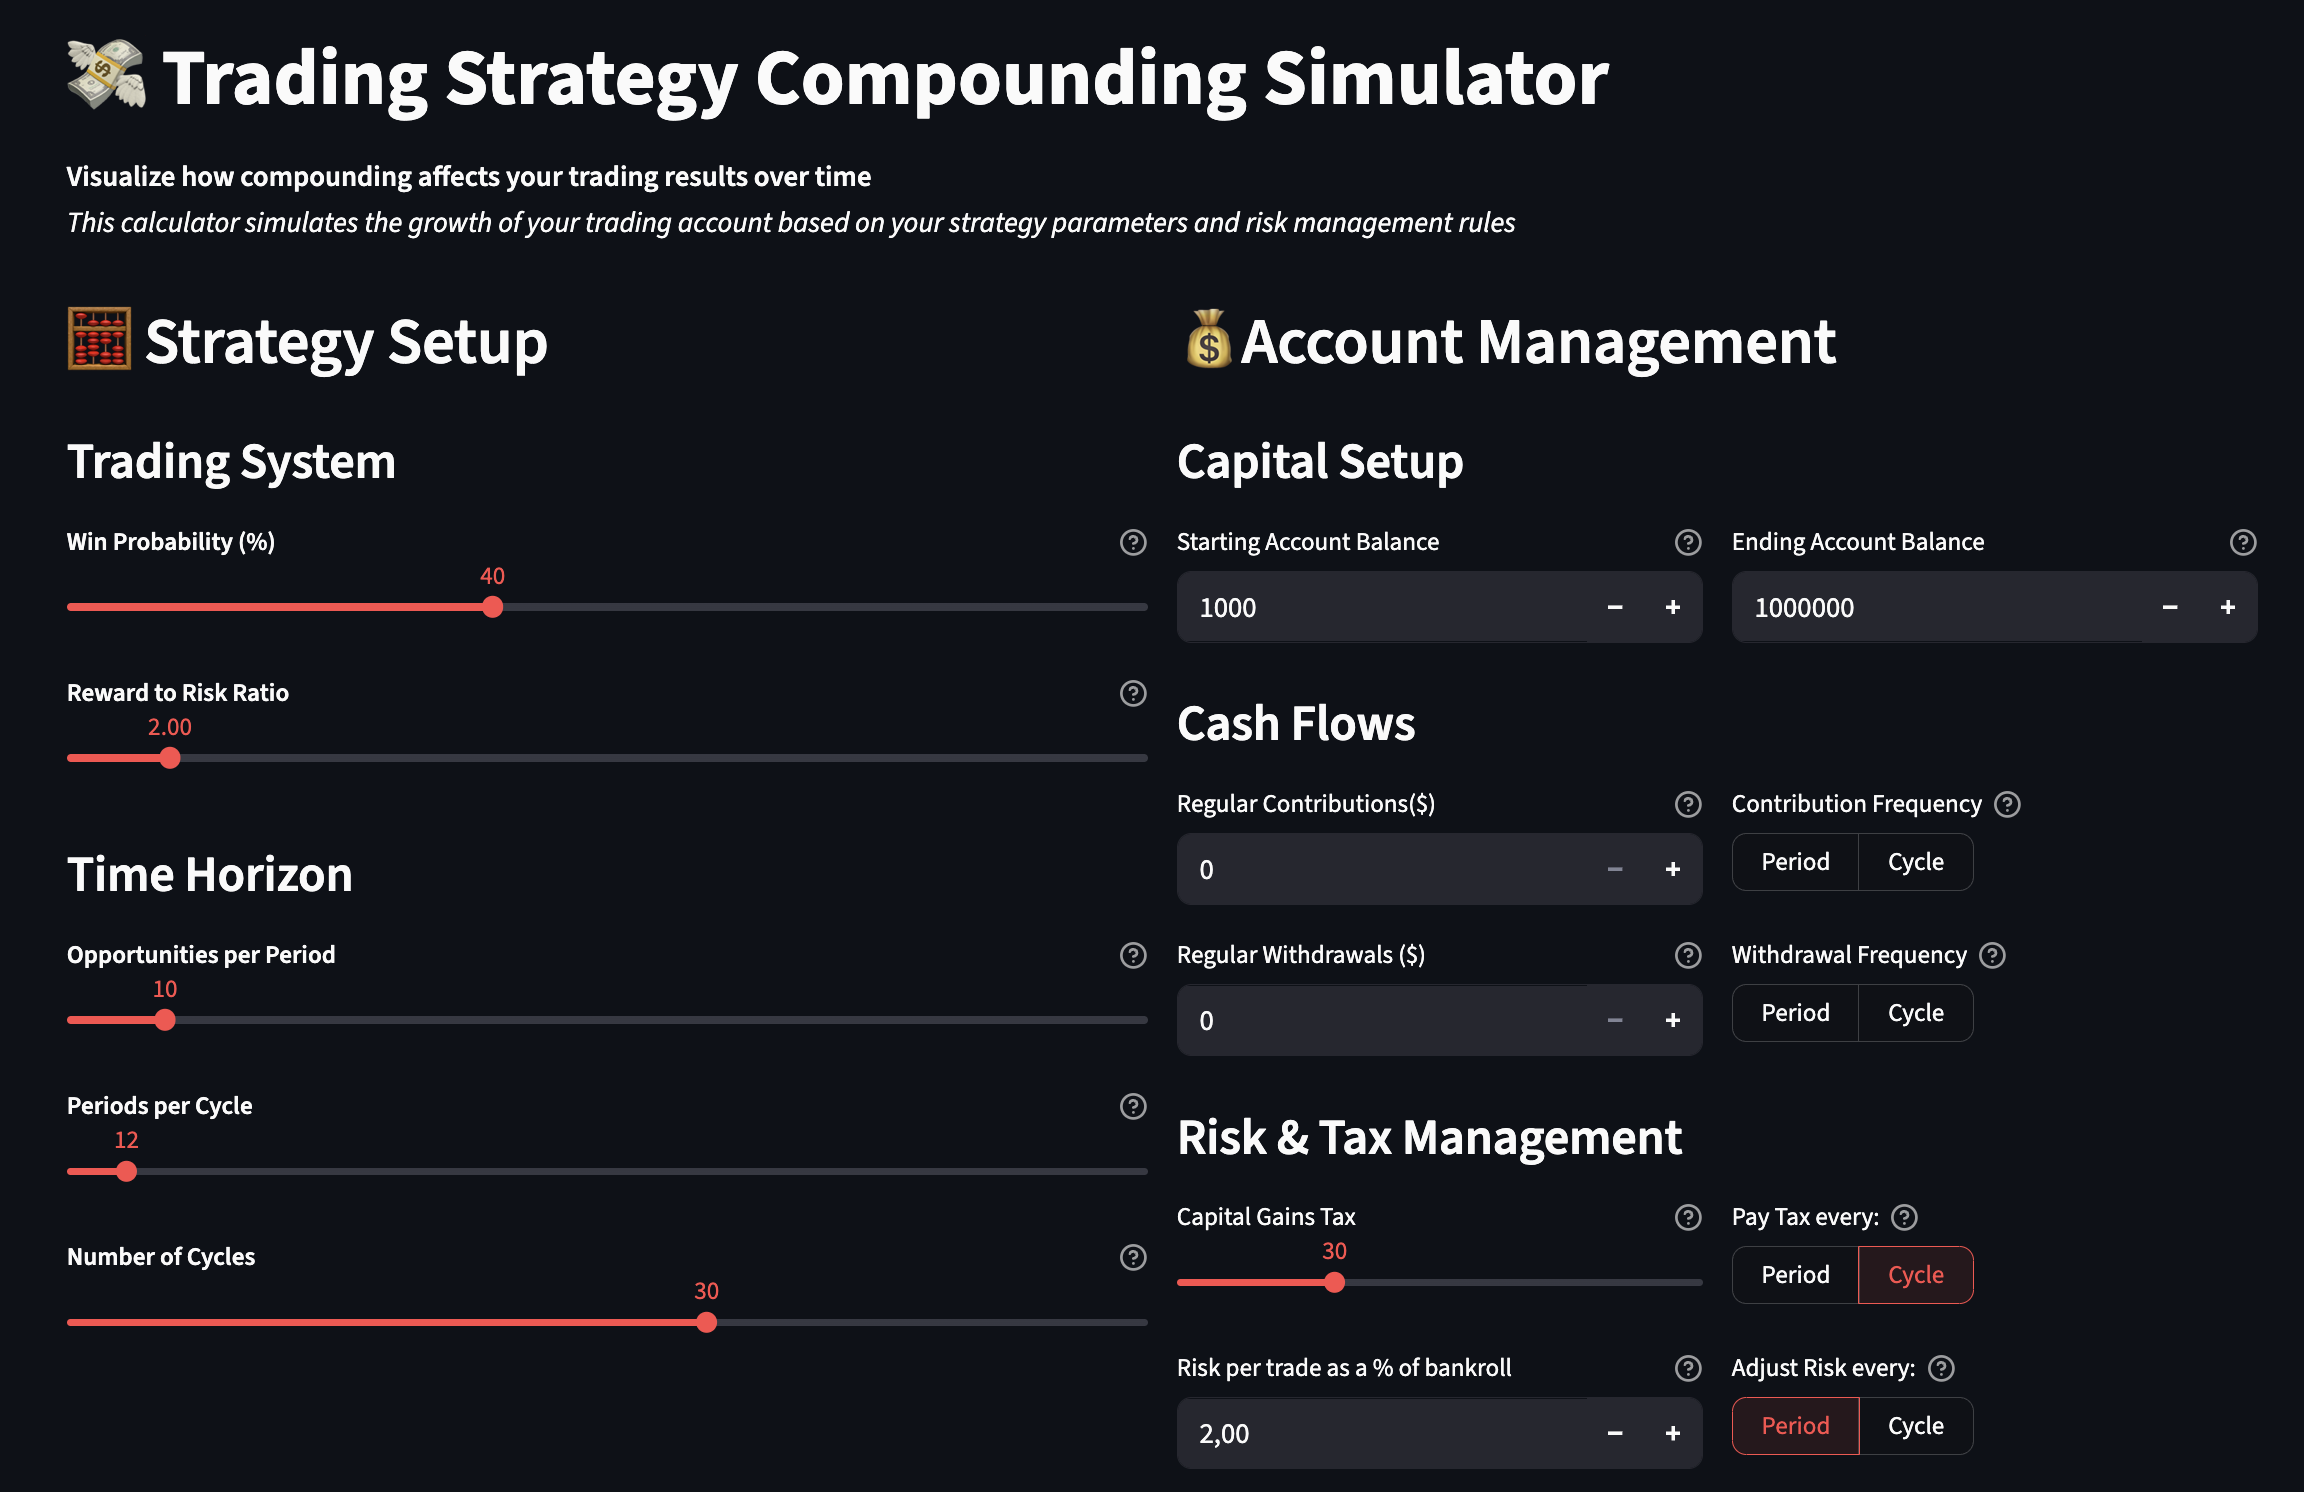 Trading Strategy Compounding Simulator
Visualize how compounding affects your trading results over time
This calculator simulates the growth of your trading account based on your strategy parameters and risk management rules
Strategy Setup
Trading System
Win Probability (%)
40
Reward to Risk Ratio
2.00
Time Horizon
Opportunities per Period
10
Periods per Cycle
12
Number of Cycles
30
Account Management
Capital Setup
Starting Account Balance
1000
Ending Account Balance
1000000
Cash Flows
Regular Contributions($)
0
Contribution Frequency
Period Cycle
Regular Withdrawals ($)
0
Withdrawal Frequency
Period Cycle
Risk & Tax Management
Capital Gains Tax
30
Pay Tax every:
Period Cycle
Risk per trade as a % of bankroll
2,00
Adjust Risk every:
Period Cycle